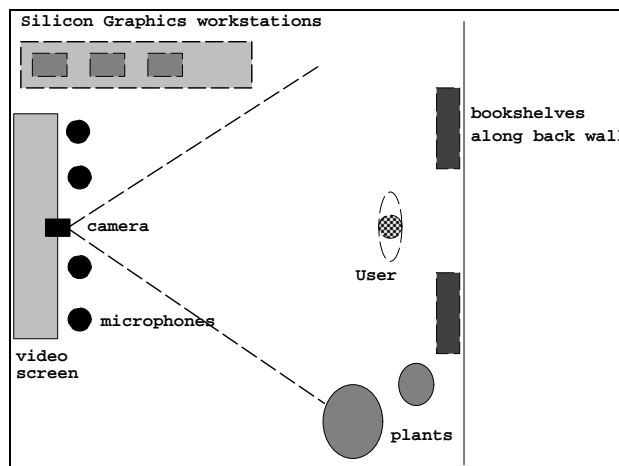 Silicon Graphics workstations
bookshelves
along back wall
camera
User
microphones
video
screen
plants